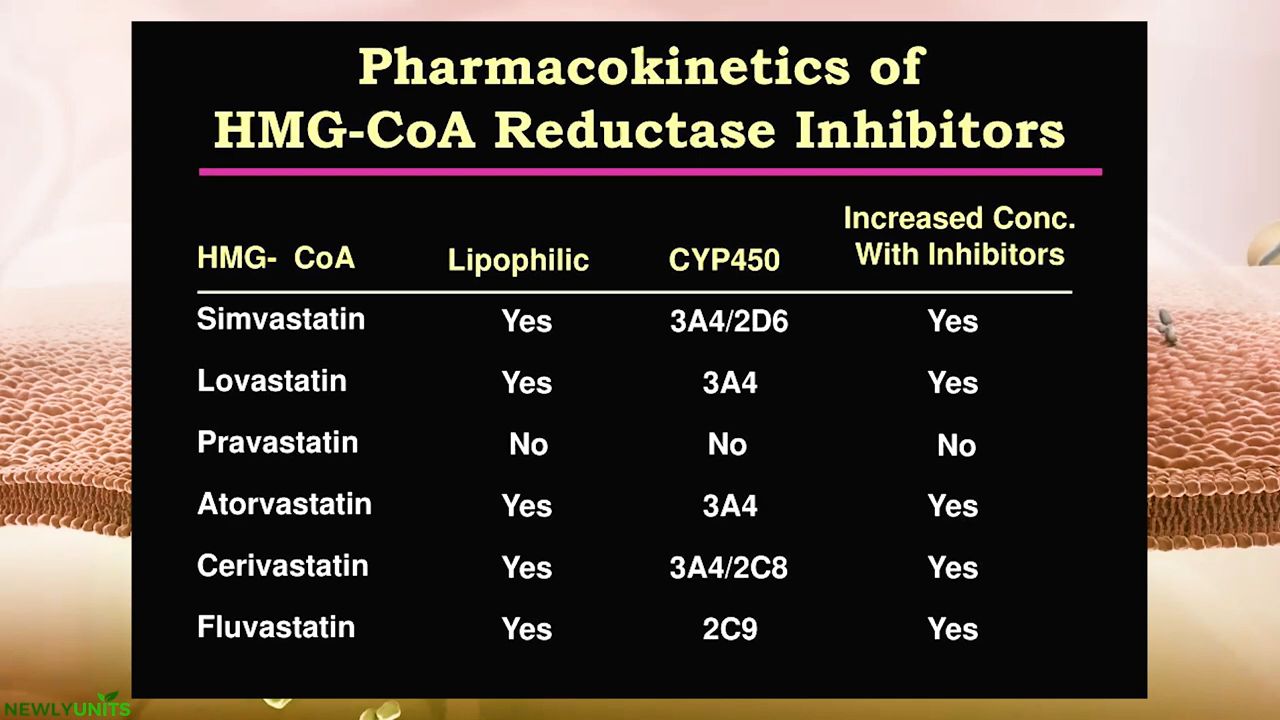 Pharmacokinetics of
HMG-CoA Reductase Inhibitors
HMG- CoA Lipophilic CYP450 Increased Conc. With Inhibitors
Simvastatin Yes 3A4/2D6 Yes
Lovastatin Yes 3A4 Yes
Pravastatin No No No
Atorvastatin Yes 3A4 Yes
Cerivastatin Yes 3A4/2C8 Yes
Fluvastatin Yes 2C9 Yes
NEWLYUNITS